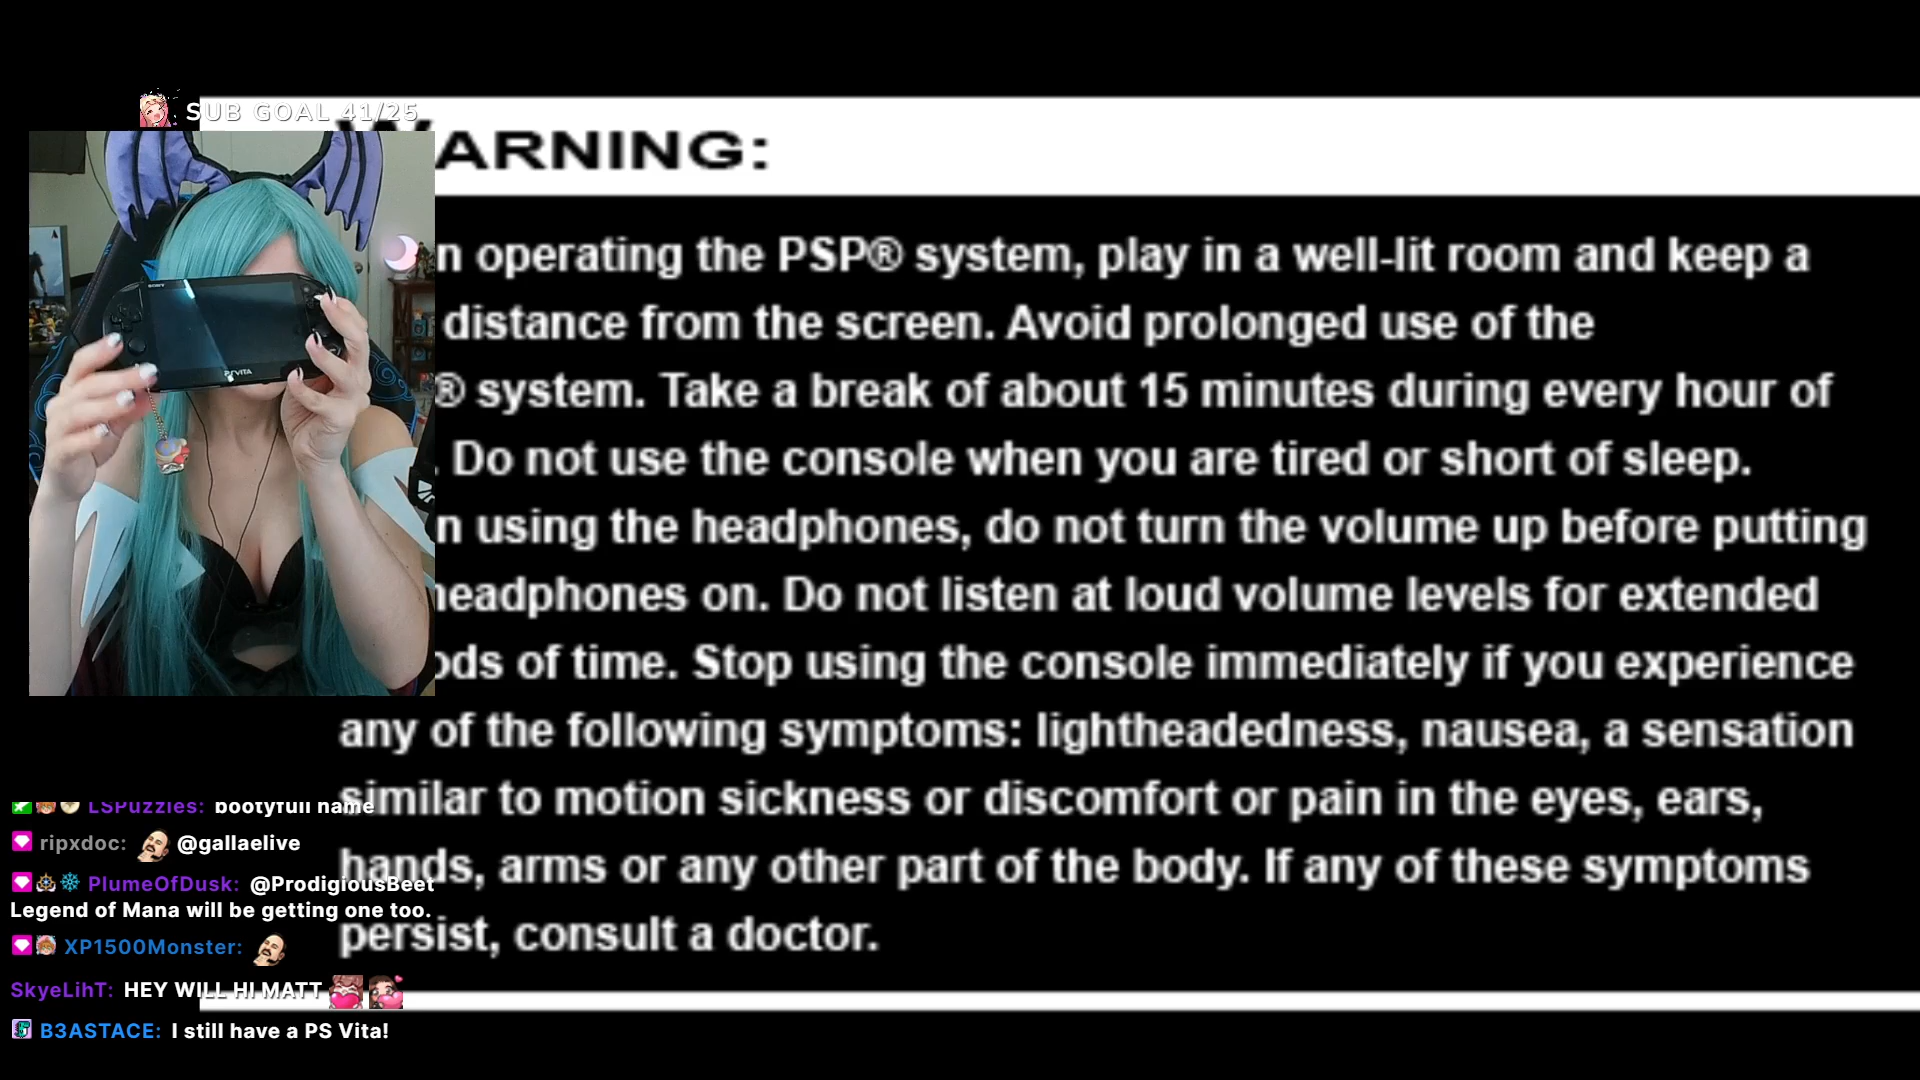 SUB GOAL 41/25
WARNING:
n operating the PSP® system, play in a well-lit room and keep a
distance from the screen. Avoid prolonged use of the
® system. Take a break of about 15 minutes during every hour of
. Do not use the console when you are tired or short of sleep.
n using the headphones, do not turn the volume up before putting
headphones on. Do not listen at loud volume levels for extended
ods of time. Stop using the console immediately if you experience
any of the following symptoms: lightheadedness, nausea, a sensation
similar to motion sickness or discomfort or pain in the eyes, ears,
hands, arms or any other part of the body. If any of these symptoms
persist, consult a doctor.
SONY
PSVITA
LSPuzzles: bootyfull name
ripxdoc: @gallaelive
PlumeOfDusk: @ProdigiousBeet
Legend of Mana will be getting one too.
XP1500Monster:
SkyeLihT: HEY WILL HI MATT
B3ASTACE: I still have a PS Vita!